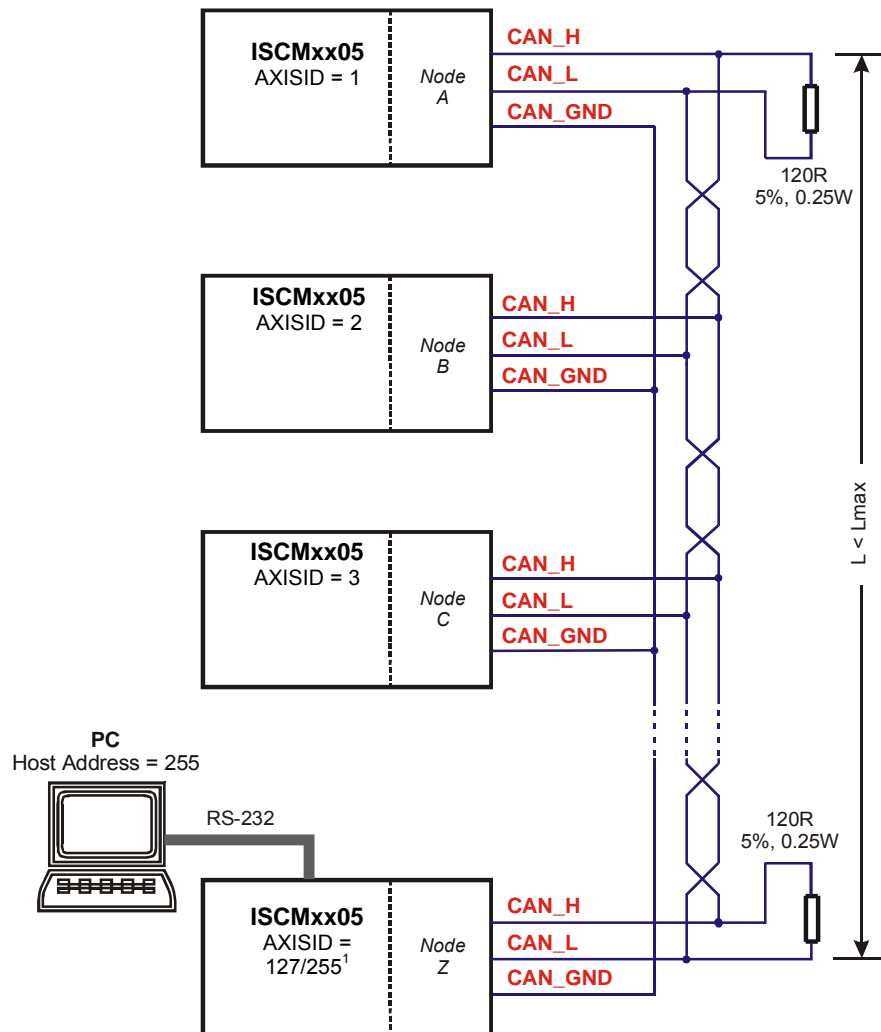 ISCMxx05
AXISID = 1
Node
A
CAN_H
CAN_L
CAN_GND
120R
5%, 0.25W
ISCMxx05
AXISID = 2
Node
B
CAN_H
CAN_L
CAN_GND
L < Lmax
ISCMxx05
AXISID = 3
Node
C
CAN_H
CAN_L
CAN_GND
PC
Host Address = 255
RS-232
120R
5%, 0.25W
ISCMxx05
AXISID =
127/255¹
Node
Z
CAN_H
CAN_L
CAN_GND